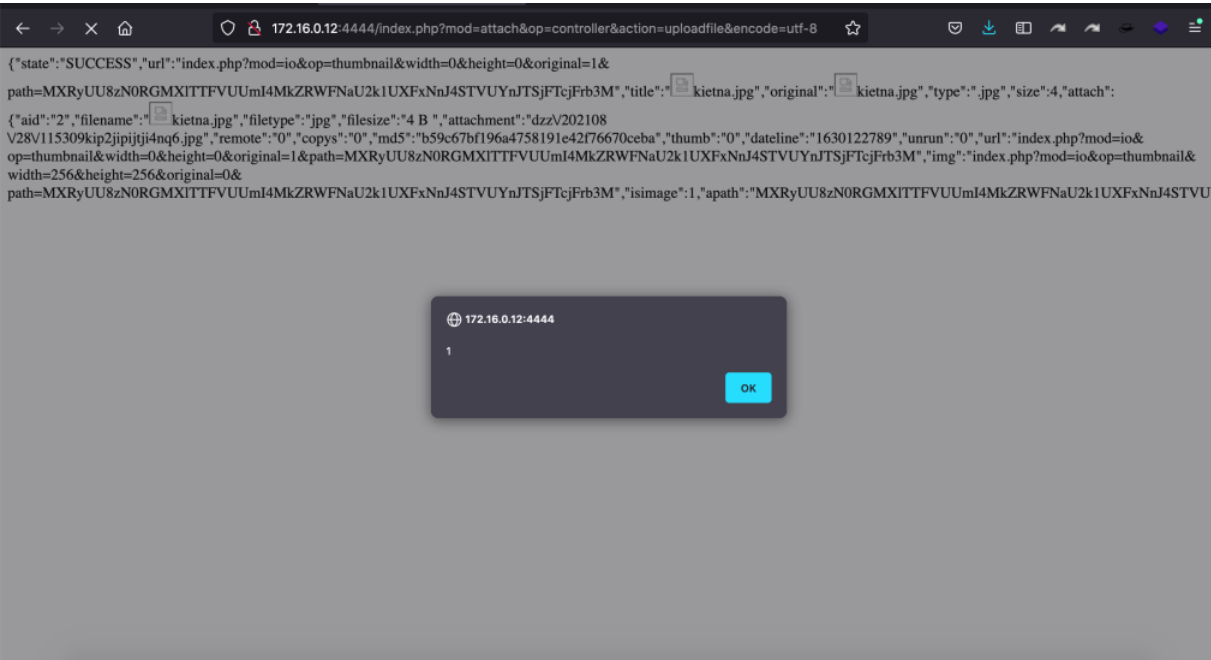 172.16.0.12:4444/index.php?mod=attach&op=controller&action=uploadfile&encode=utf-8
{"state":"SUCCESS","url":"index.php?mod=io&op=thumbnail&width=0&height=0&original=1&
path=MXRyUU8zN0RGMXlTTFVUUmI4MkZRWFNaU2k1UXFxNnJ4STVUYnJTSjFTcjFrb3M","title":"kietna.jpg","original":"kietna.jpg","type":".jpg","size":4,"attach":
{"aid":"2","filename":"kietna.jpg","filetype":"jpg","filesize":"4 B ","attachment":"dzz\/202108
\/28\/115309kip2jipijtji4nq6.jpg","remote":"0","copys":"0","md5":"b59c67bf196a4758191e42f76670ceba","thumb":"0","dateline":"1630122789","unrun":"0","url":"index.php?mod=io&
op=thumbnail&width=0&height=0&original=1&path=MXRyUU8zN0RGMXlTTFVUUmI4MkZRWFNaU2k1UXFxNnJ4STVUYnJTSjFTcjFrb3M","img":"index.php?mod=io&op=thumbnail&
width=256&height=256&original=0&
path=MXRyUU8zN0RGMXlTTFVUUmI4MkZRWFNaU2k1UXFxNnJ4STVUYnJTSjFTcjFrb3M","isimage":1,"apath":"MXRyUU8zN0RGMXlTTFVUUmI4MkZRWFNaU2k1UXFxNnJ4STVU
172.16.0.12:4444
1
OK